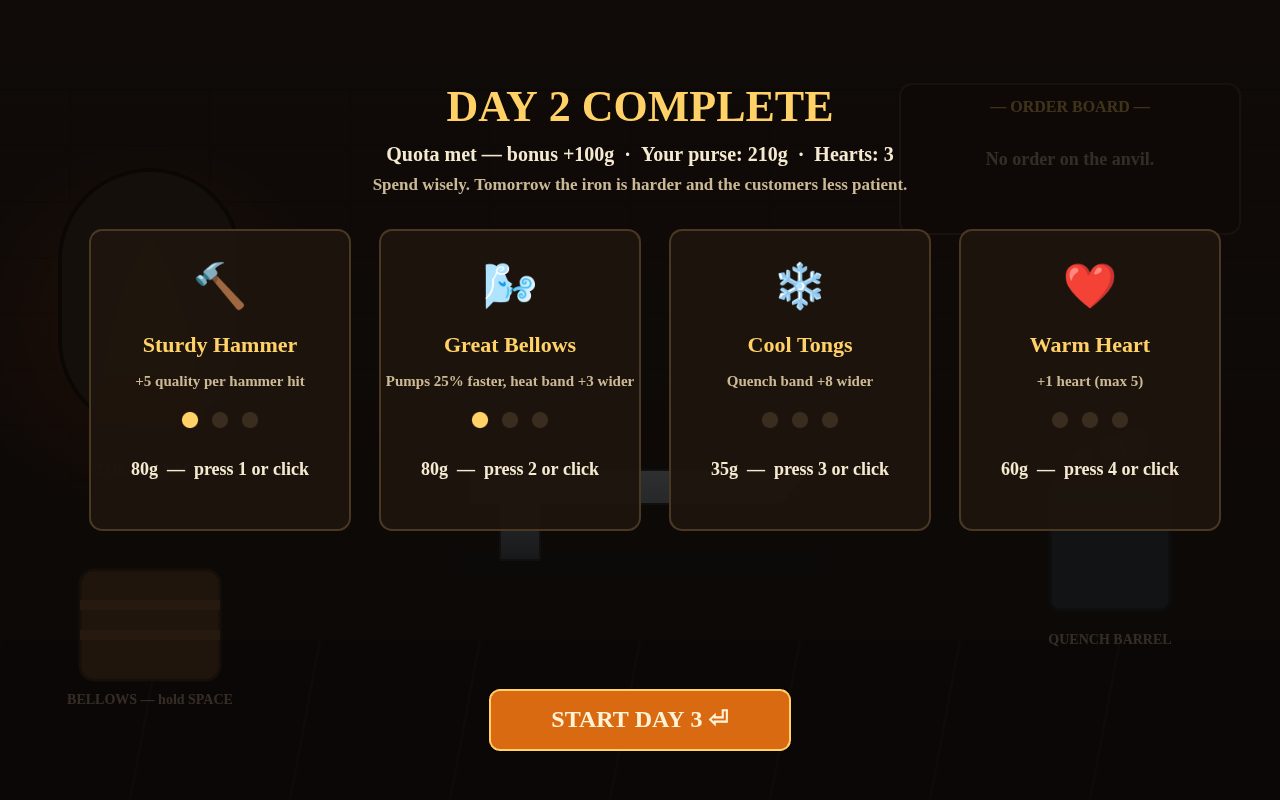 DAY 2 COMPLETE
— ORDER BOARD —
Quota met — bonus +100g · Your purse: 210g · Hearts: 3
No order on the anvil.
Spend wisely. Tomorrow the iron is harder and the customers less patient.
Sturdy Hammer
+5 quality per hammer hit
80g — press 1 or click
Great Bellows
Pumps 25% faster, heat band +3 wider
80g — press 2 or click
Cool Tongs
Quench band +8 wider
35g — press 3 or click
Warm Heart
+1 heart (max 5)
60g — press 4 or click
QUENCH BARREL
BELLOWS — hold SPACE
START DAY 3 ⏎